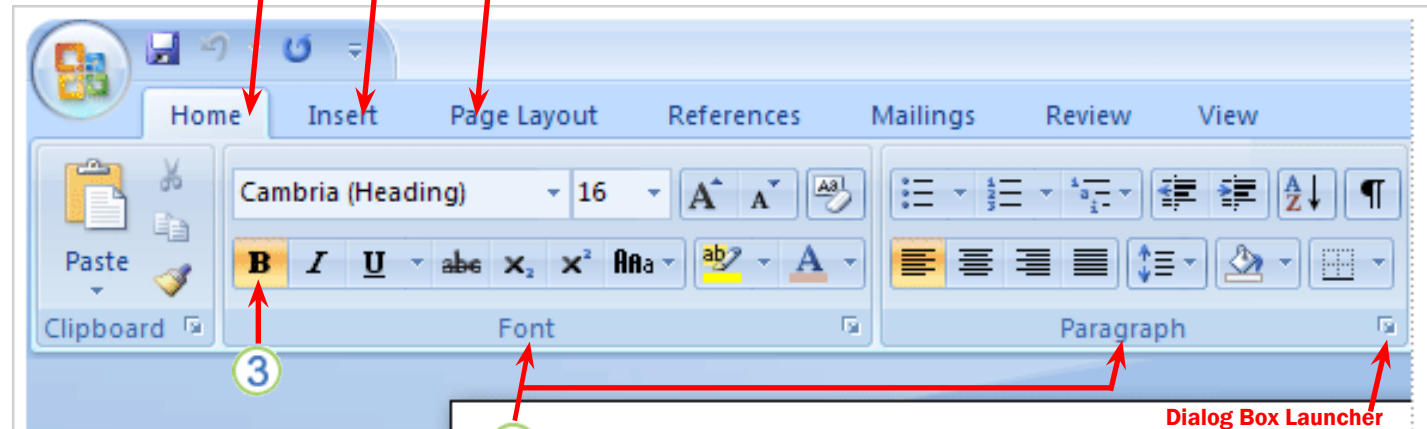 Home Insert Page Layout References Mailings Review View
Cambria (Heading) 16 A A Aa
Paste B I U abc X₂ X² AAa ab A
Clipboard Font Paragraph
3
Dialog Box Launcher